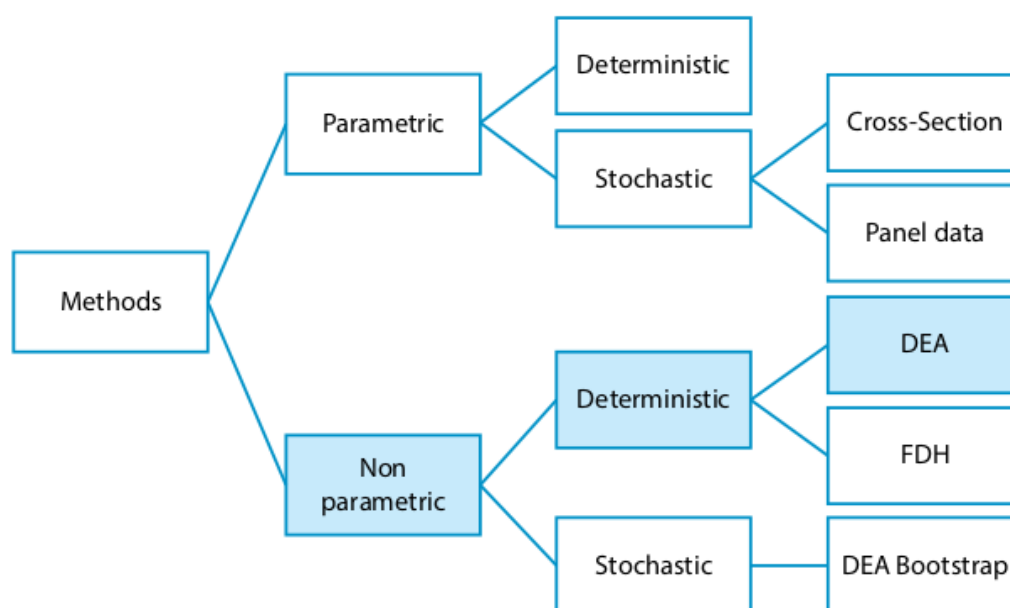 Deterministic
Parametric
Cross-Section
Stochastic
Panel data
Methods
DEA
Deterministic
FDH
Non
parametric
Stochastic
DEA Bootstrap